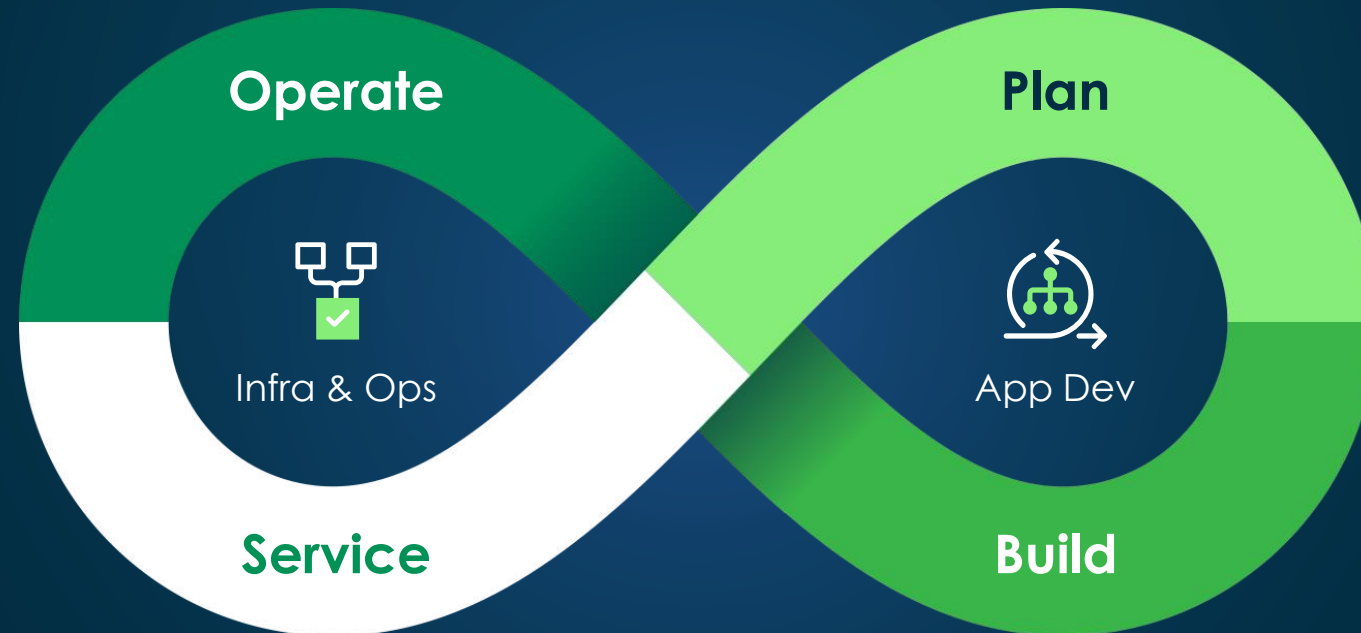 Operate
Plan
Infra & Ops
App Dev
Service
Build